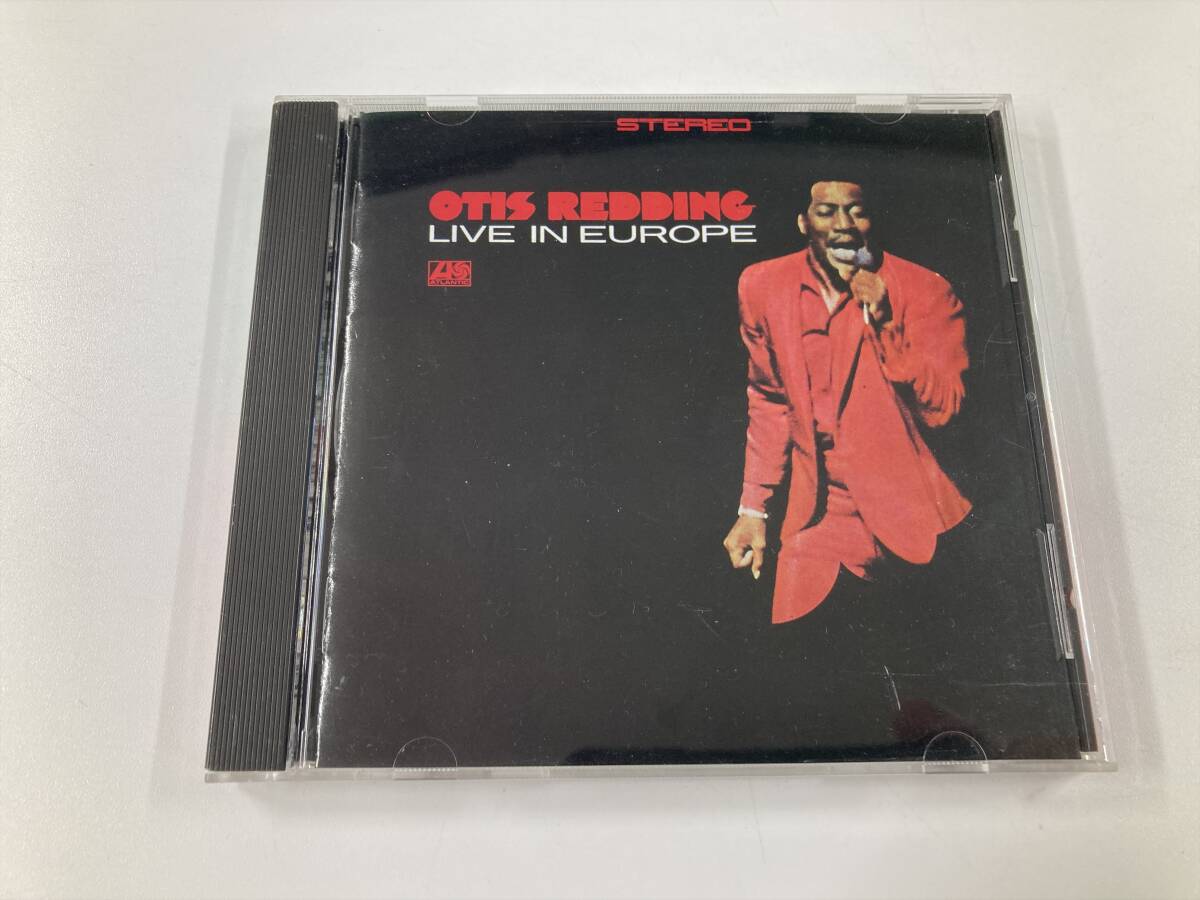 STEREO
OTIS REDDING
LIVE IN EUROPE
ATLANTIC